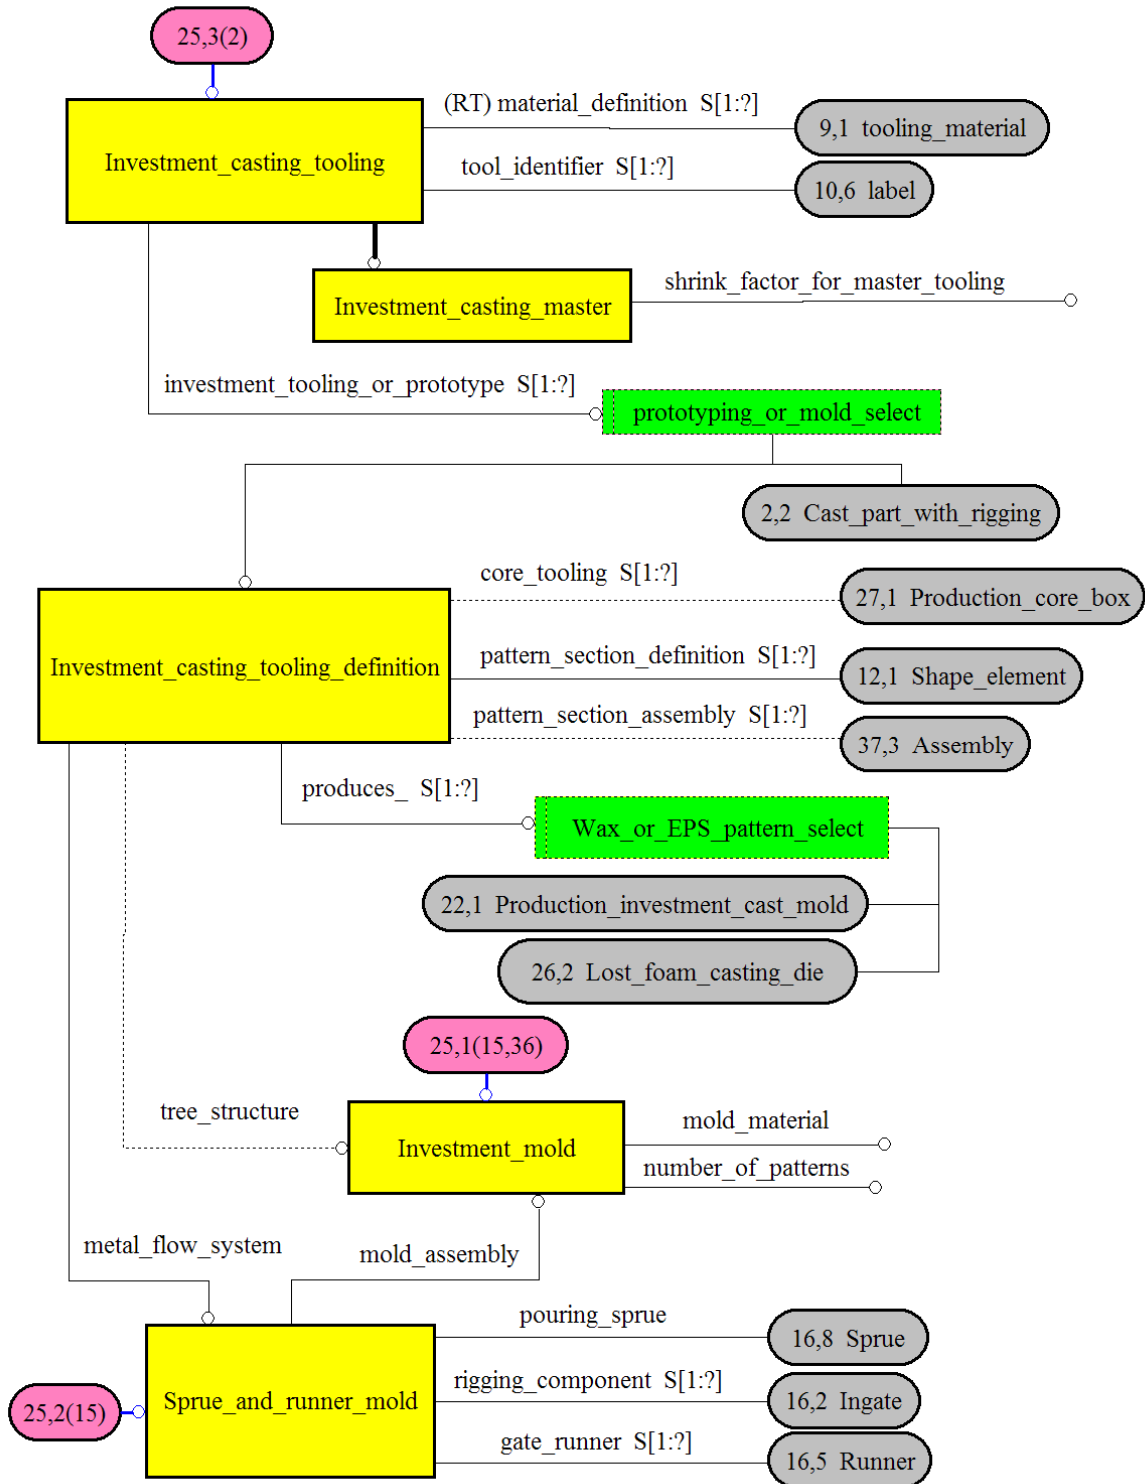 25,3(2)
(RT) material_definition S[1:?]
9,1 tooling_material
Investment_casting_tooling
tool_identifier S[1:?]
10,6 label
shrink_factor_for_master_tooling
Investment_casting_master
investment_tooling_or_prototype S[1:?]
prototyping_or_mold_select
2,2 Cast_part_with_rigging
core_tooling S[1:?]
27,1 Production_core_box
Investment_casting_tooling_definition
pattern_section_definition S[1:?]
12,1 Shape_element
pattern_section_assembly S[1:?]
37,3 Assembly
produces_ S[1:?]
Wax_or_EPS_pattern_select
22,1 Production_investment_cast_mold
26,2 Lost_foam_casting_die
25,1(15,36)
tree_structure
Investment_mold
mold_material
number_of_patterns
metal_flow_system
mold_assembly
pouring_sprue
16,8 Sprue
25,2(15)
Sprue_and_runner_mold
rigging_component S[1:?]
16,2 Ingate
gate_runner S[1:?]
16,5 Runner